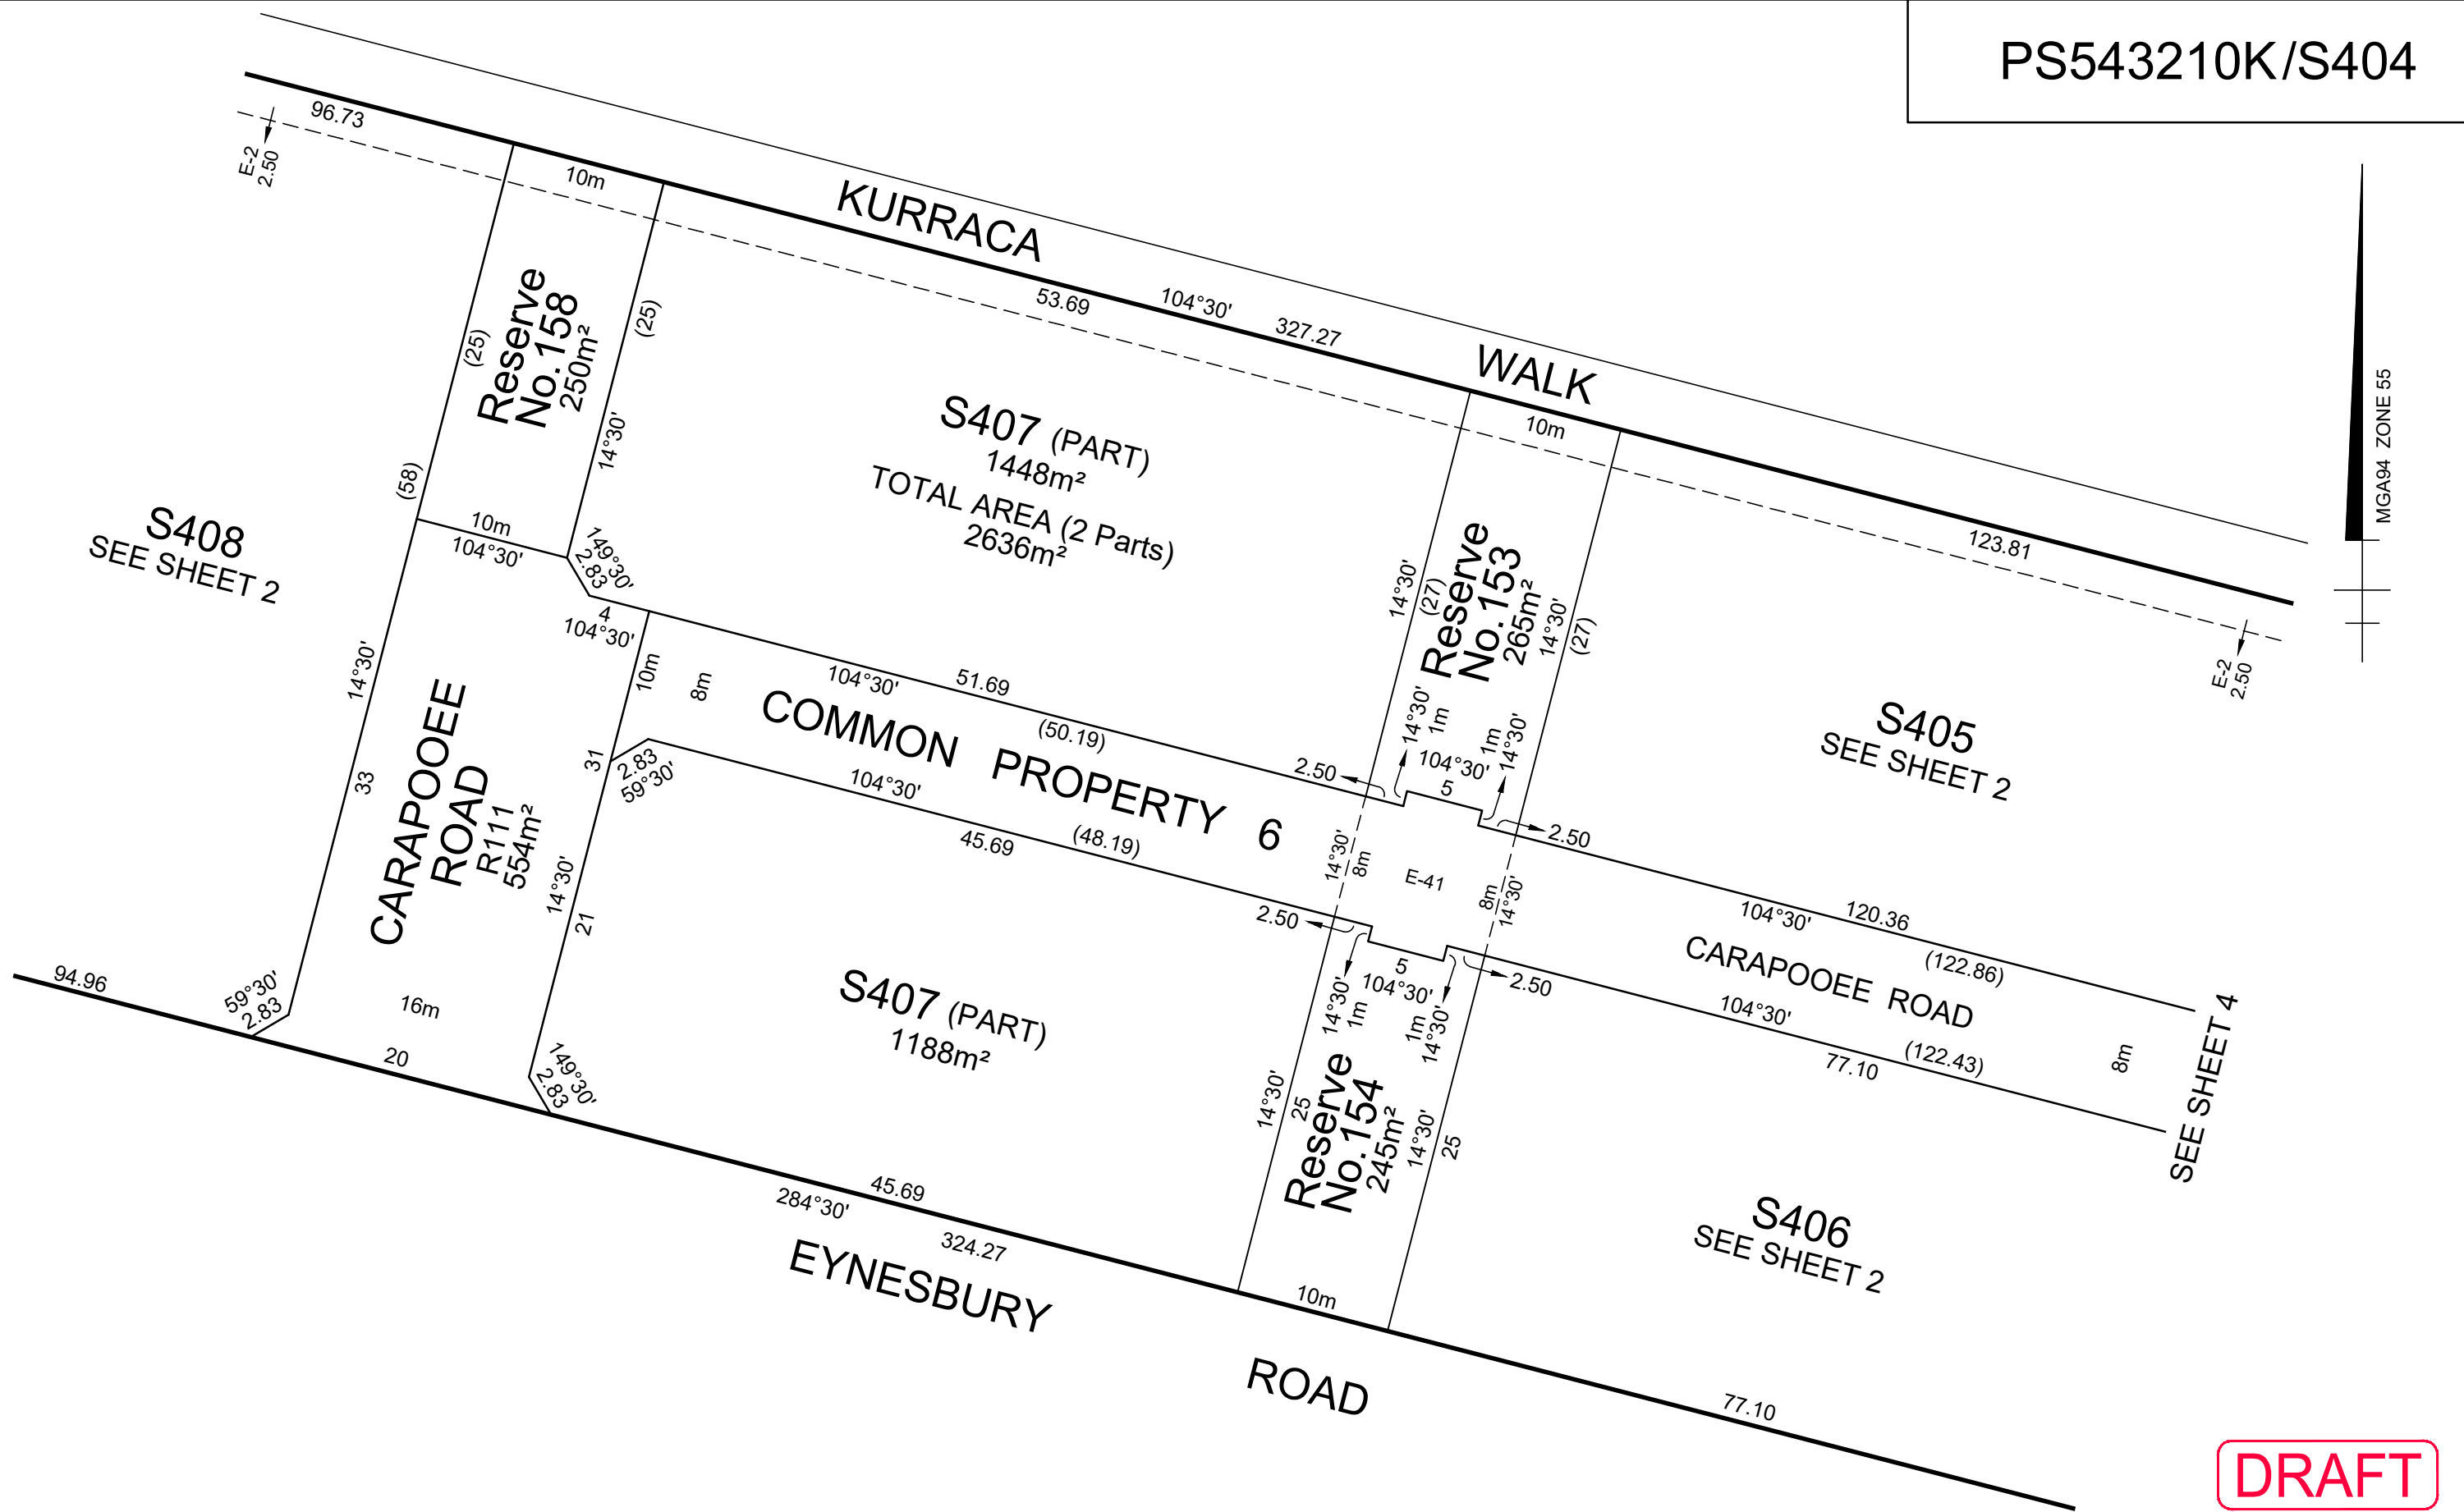 PS543210K/S404
96.73
E-2
2.50
10m
KURRACA
53.69
104°30'
327.27
WALK
10m
123.81
MGA94 ZONE 55
Reserve
No.158
250m²
(25)
(25)
14°30'
(58)
10m
104°30'
149°30'
2.83
4
104°30'
S407 (PART)
1448m²
TOTAL AREA (2 Parts)
2636m²
S408
SEE SHEET 2
Reserve
No.153
265m²
14°30'
(27)
14°30'
(27)
14°30'
1m
1m
14°30'
104°30'
5
2.50
2.50
S405
SEE SHEET 2
E-2
2.50
14°30'
33
CARAPOOEE
ROAD
R111
554m²
10m
8m
31
2.83
59°30'
14°30'
21
104°30'
51.69
(50.19)
COMMON PROPERTY 6
104°30'
45.69
(48.19)
14°30'
8m
E-41
8m
14°30'
2.50
2.50
5
104°30'
14°30'
1m
1m
14°30'
104°30'
120.36
(122.86)
CARAPOOEE ROAD
104°30'
77.10
(122.43)
8m
SEE SHEET 4
94.96
59°30'
2.83
16m
20
149°30'
2.83
S407 (PART)
1188m²
Reserve
No.154
245m²
14°30'
25
14°30'
25
S406
SEE SHEET 2
45.69
284°30'
324.27
EYNESBURY
ROAD
10m
77.10
DRAFT